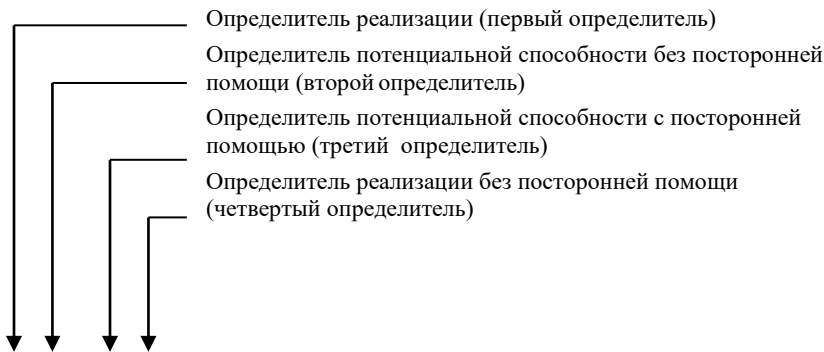 Определитель реализации (первый определитель)
Определитель потенциальной способности без посторонней
помощи (второй определитель)
Определитель потенциальной способности с посторонней
помощью (третий определитель)
Определитель реализации без посторонней помощи
(четвертый определитель)